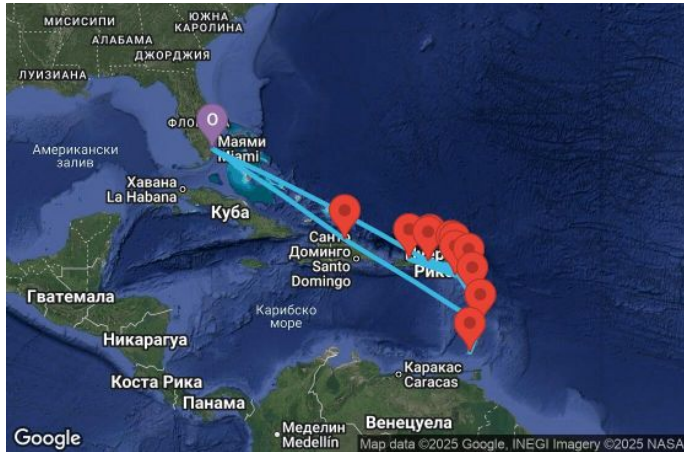 МИСИСИПИ
ЮЖНА
КАРОЛИНА
АЛАБАМА
ДЖОРДЖИЯ
ЛУИЗИАНА
O
Маями
Miami
Американски
залив
Хавана
La Habana
Куба
Санто
Доминго
Santo
Domingo
Гватемала
Карибско
море
Никарагуа
Коста Рика
Каракас
Caracas
Панама
Меделин
Medellín
Венецуела
Google
Map data ©2025 Google, INEGI Imagery ©2025 NASA